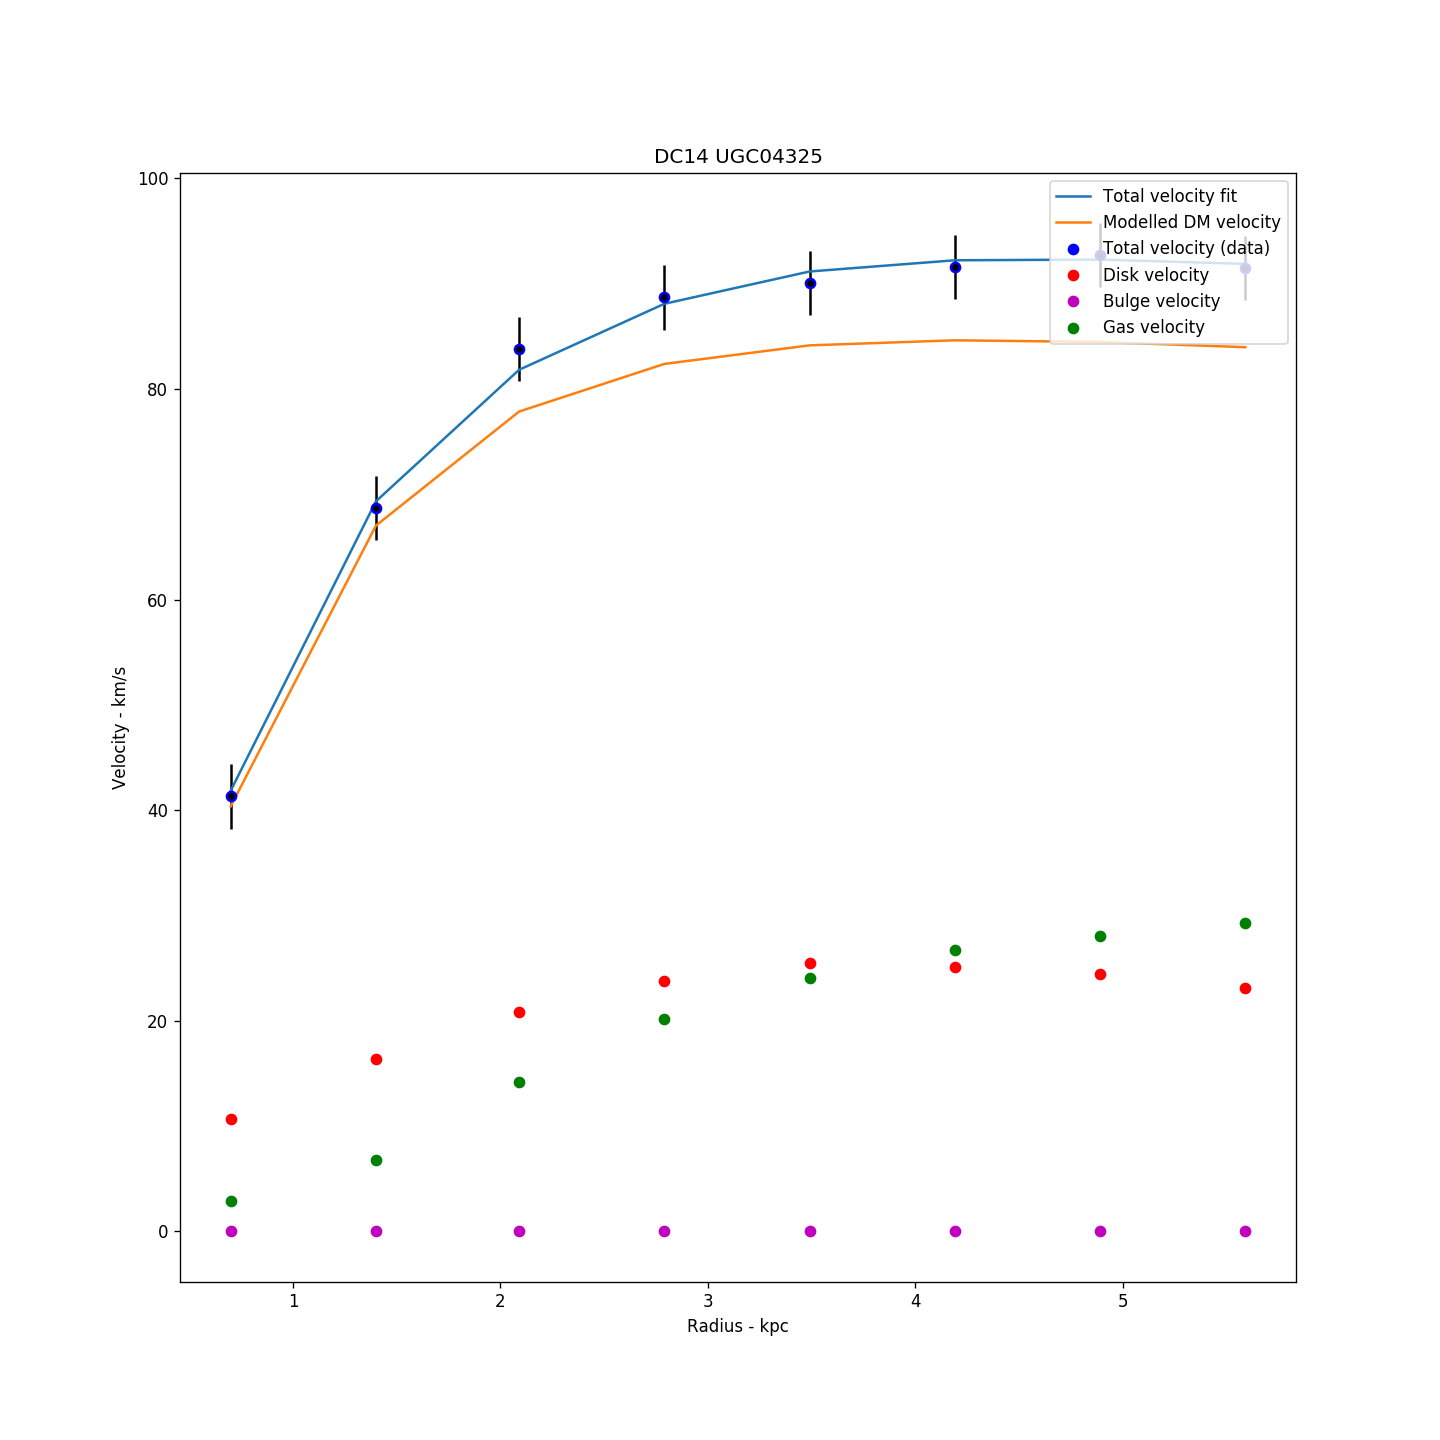 DC14 UGC04325
100
80
60
40
20
0
Velocity - km/s
Total velocity fit
Modelled DM velocity
Total velocity (data)
Disk velocity
Bulge velocity
Gas velocity
1 2 3 4 5
Radius - kpc